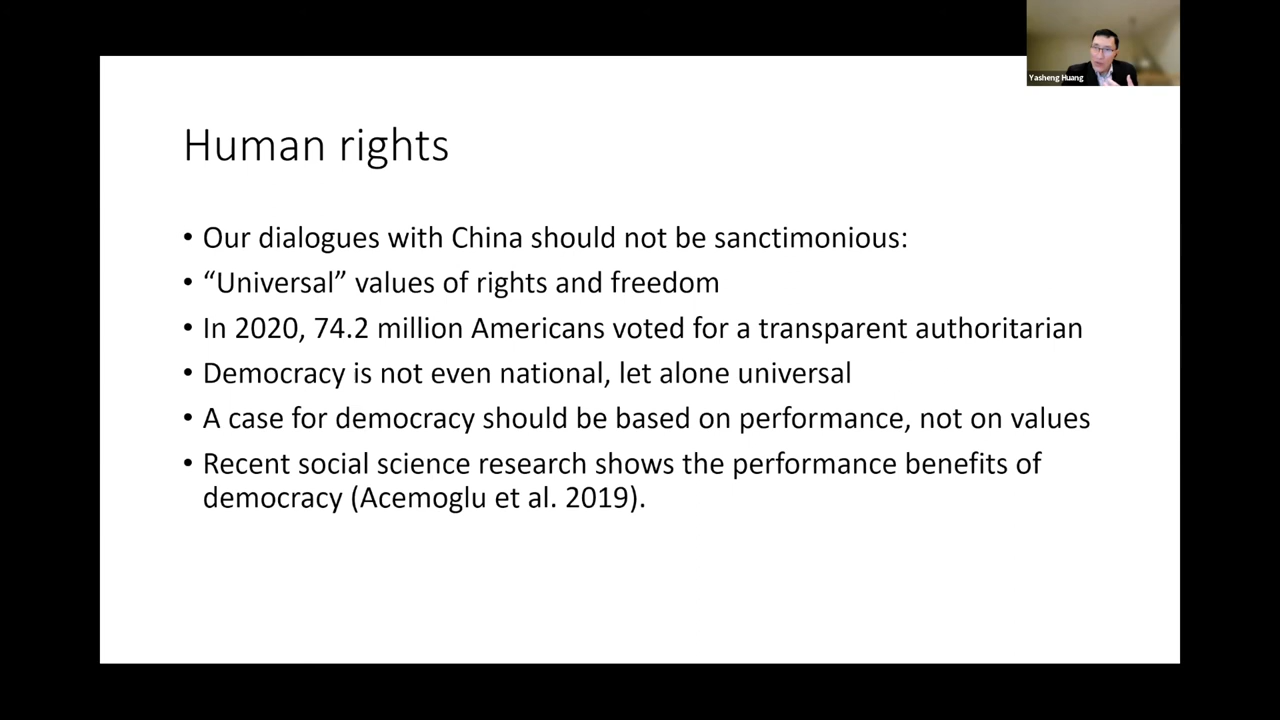 Yasheng Huang
Human rights
• Our dialogues with China should not be sanctimonious:
• “Universal” values of rights and freedom
• In 2020, 74.2 million Americans voted for a transparent authoritarian
• Democracy is not even national, let alone universal
• A case for democracy should be based on performance, not on values
• Recent social science research shows the performance benefits of
democracy (Acemoglu et al. 2019).